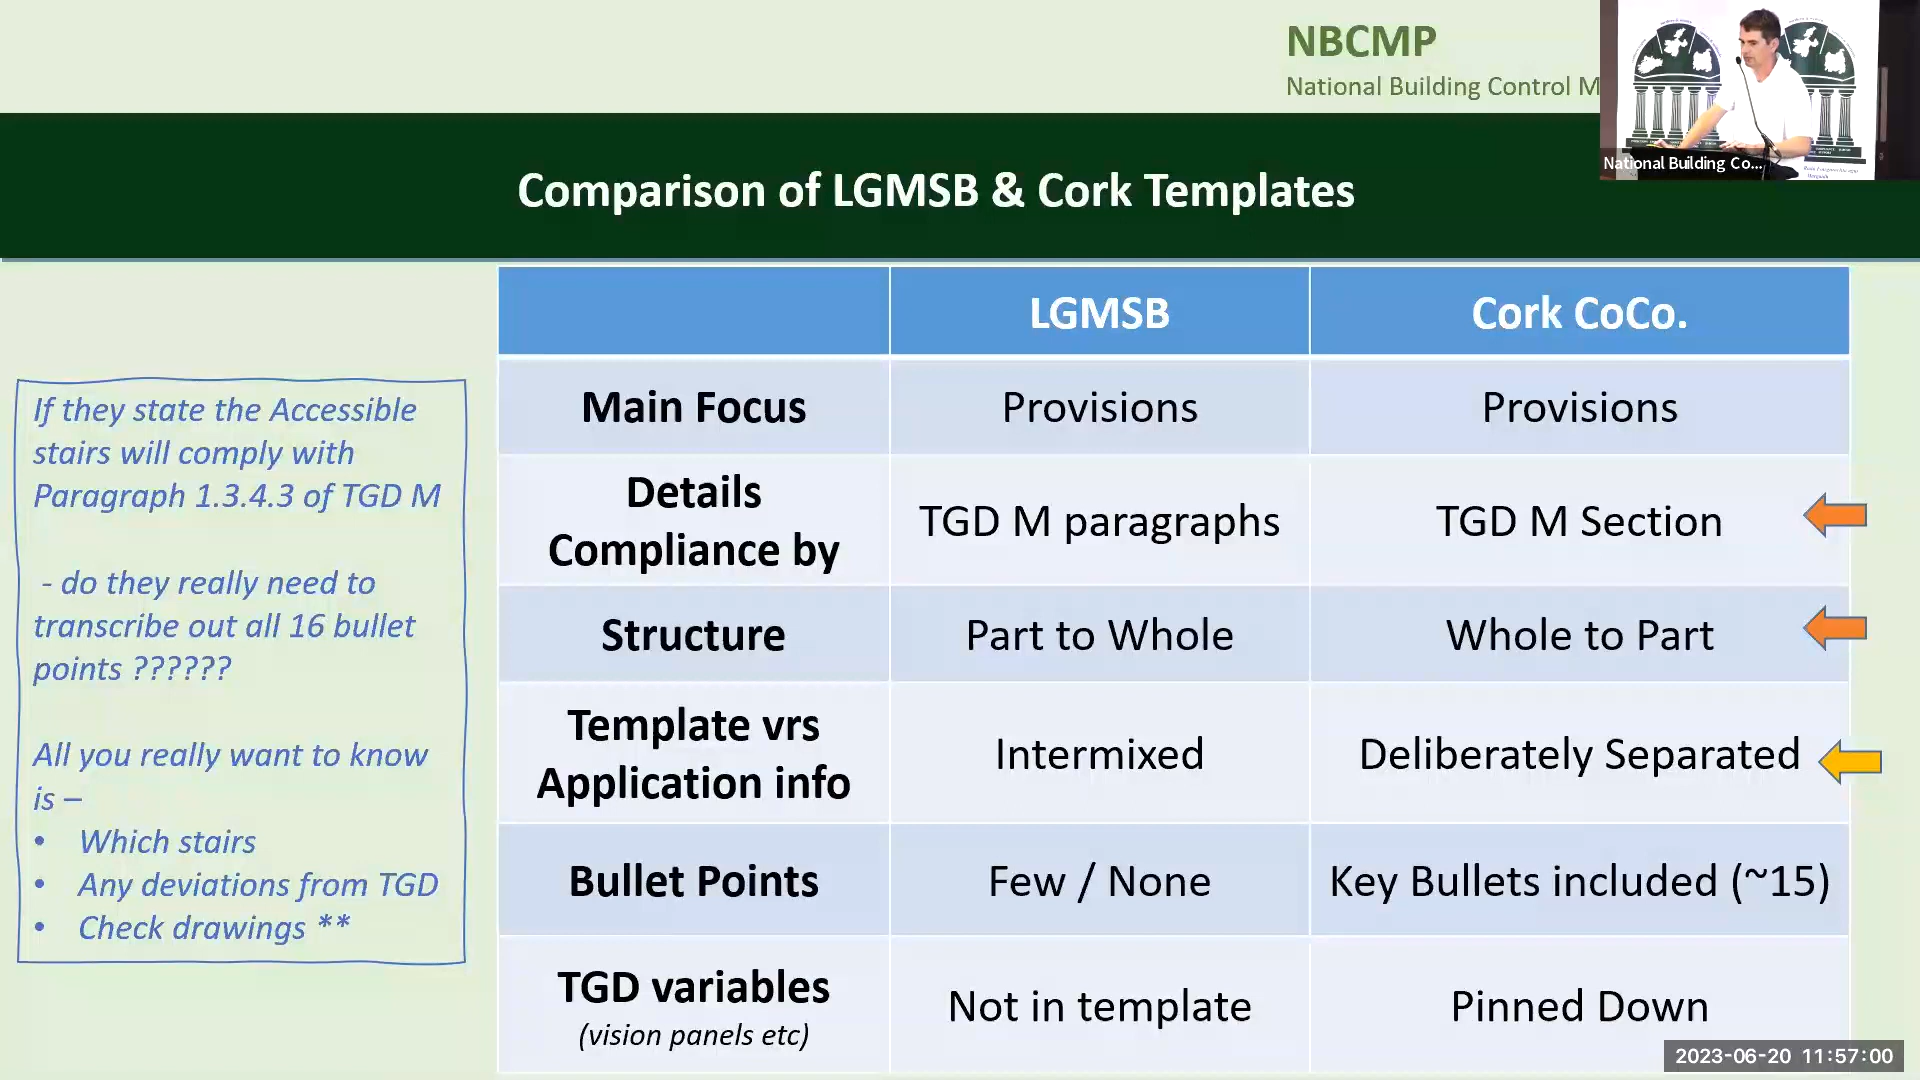 NBCMP
National Building Control M
National Building Co...
Comparison of LGMSB & Cork Templates
If they state the Accessible
stairs will comply with
Paragraph 1.3.4.3 of TGD M
- do they really need to
transcribe out all 16 bullet
points ??????
All you really want to know
is –
• Which stairs
• Any deviations from TGD
• Check drawings **
LGMSB
Cork CoCo.
Main Focus
Provisions
Provisions
Details
Compliance by
TGD M paragraphs
TGD M Section
Structure
Part to Whole
Whole to Part
Template vrs
Application info
Intermixed
Deliberately Separated
Bullet Points
Few / None
Key Bullets included (~15)
TGD variables
(vision panels etc)
Not in template
Pinned Down
2023-06-20 11:57:00